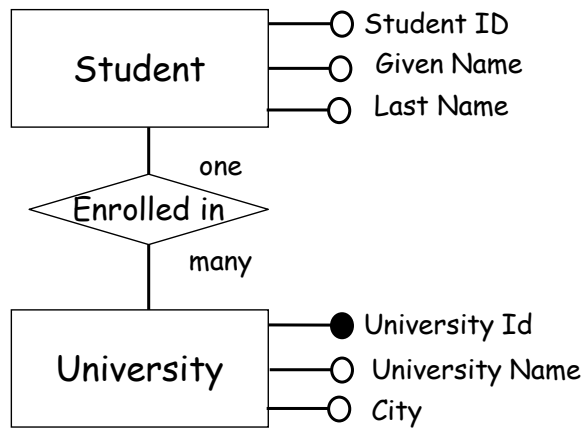 Student ID
Student
Given Name
Last Name
one
Enrolled in
many
University Id
University
University Name
City